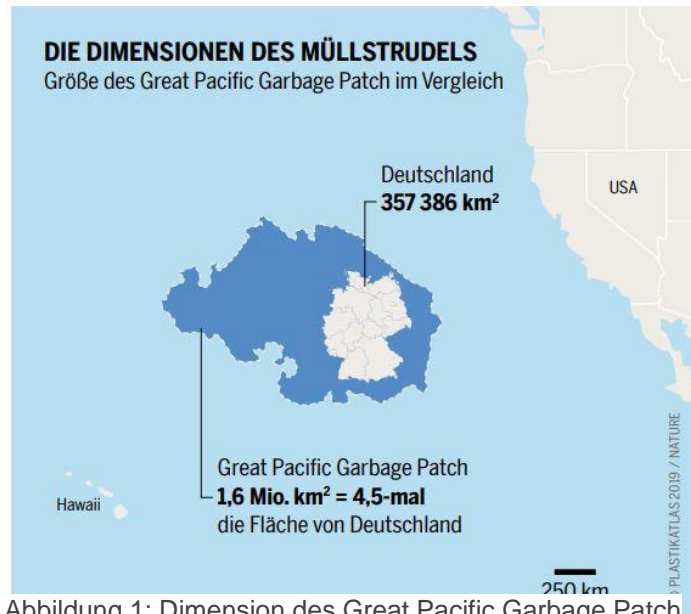 DIE DIMENSIONEN DES MÜLLSTRUDELS
Größe des Great Pacific Garbage Patch im Vergleich
Deutschland
357 386 km²
USA
Great Pacific Garbage Patch
1,6 Mio. km² = 4,5-mal
die Fläche von Deutschland
Hawaii
PLASTIKATLAS 2019 / NATURE
250 km
Abbildung 1: Dimension des Great Pacific Garbage Patch